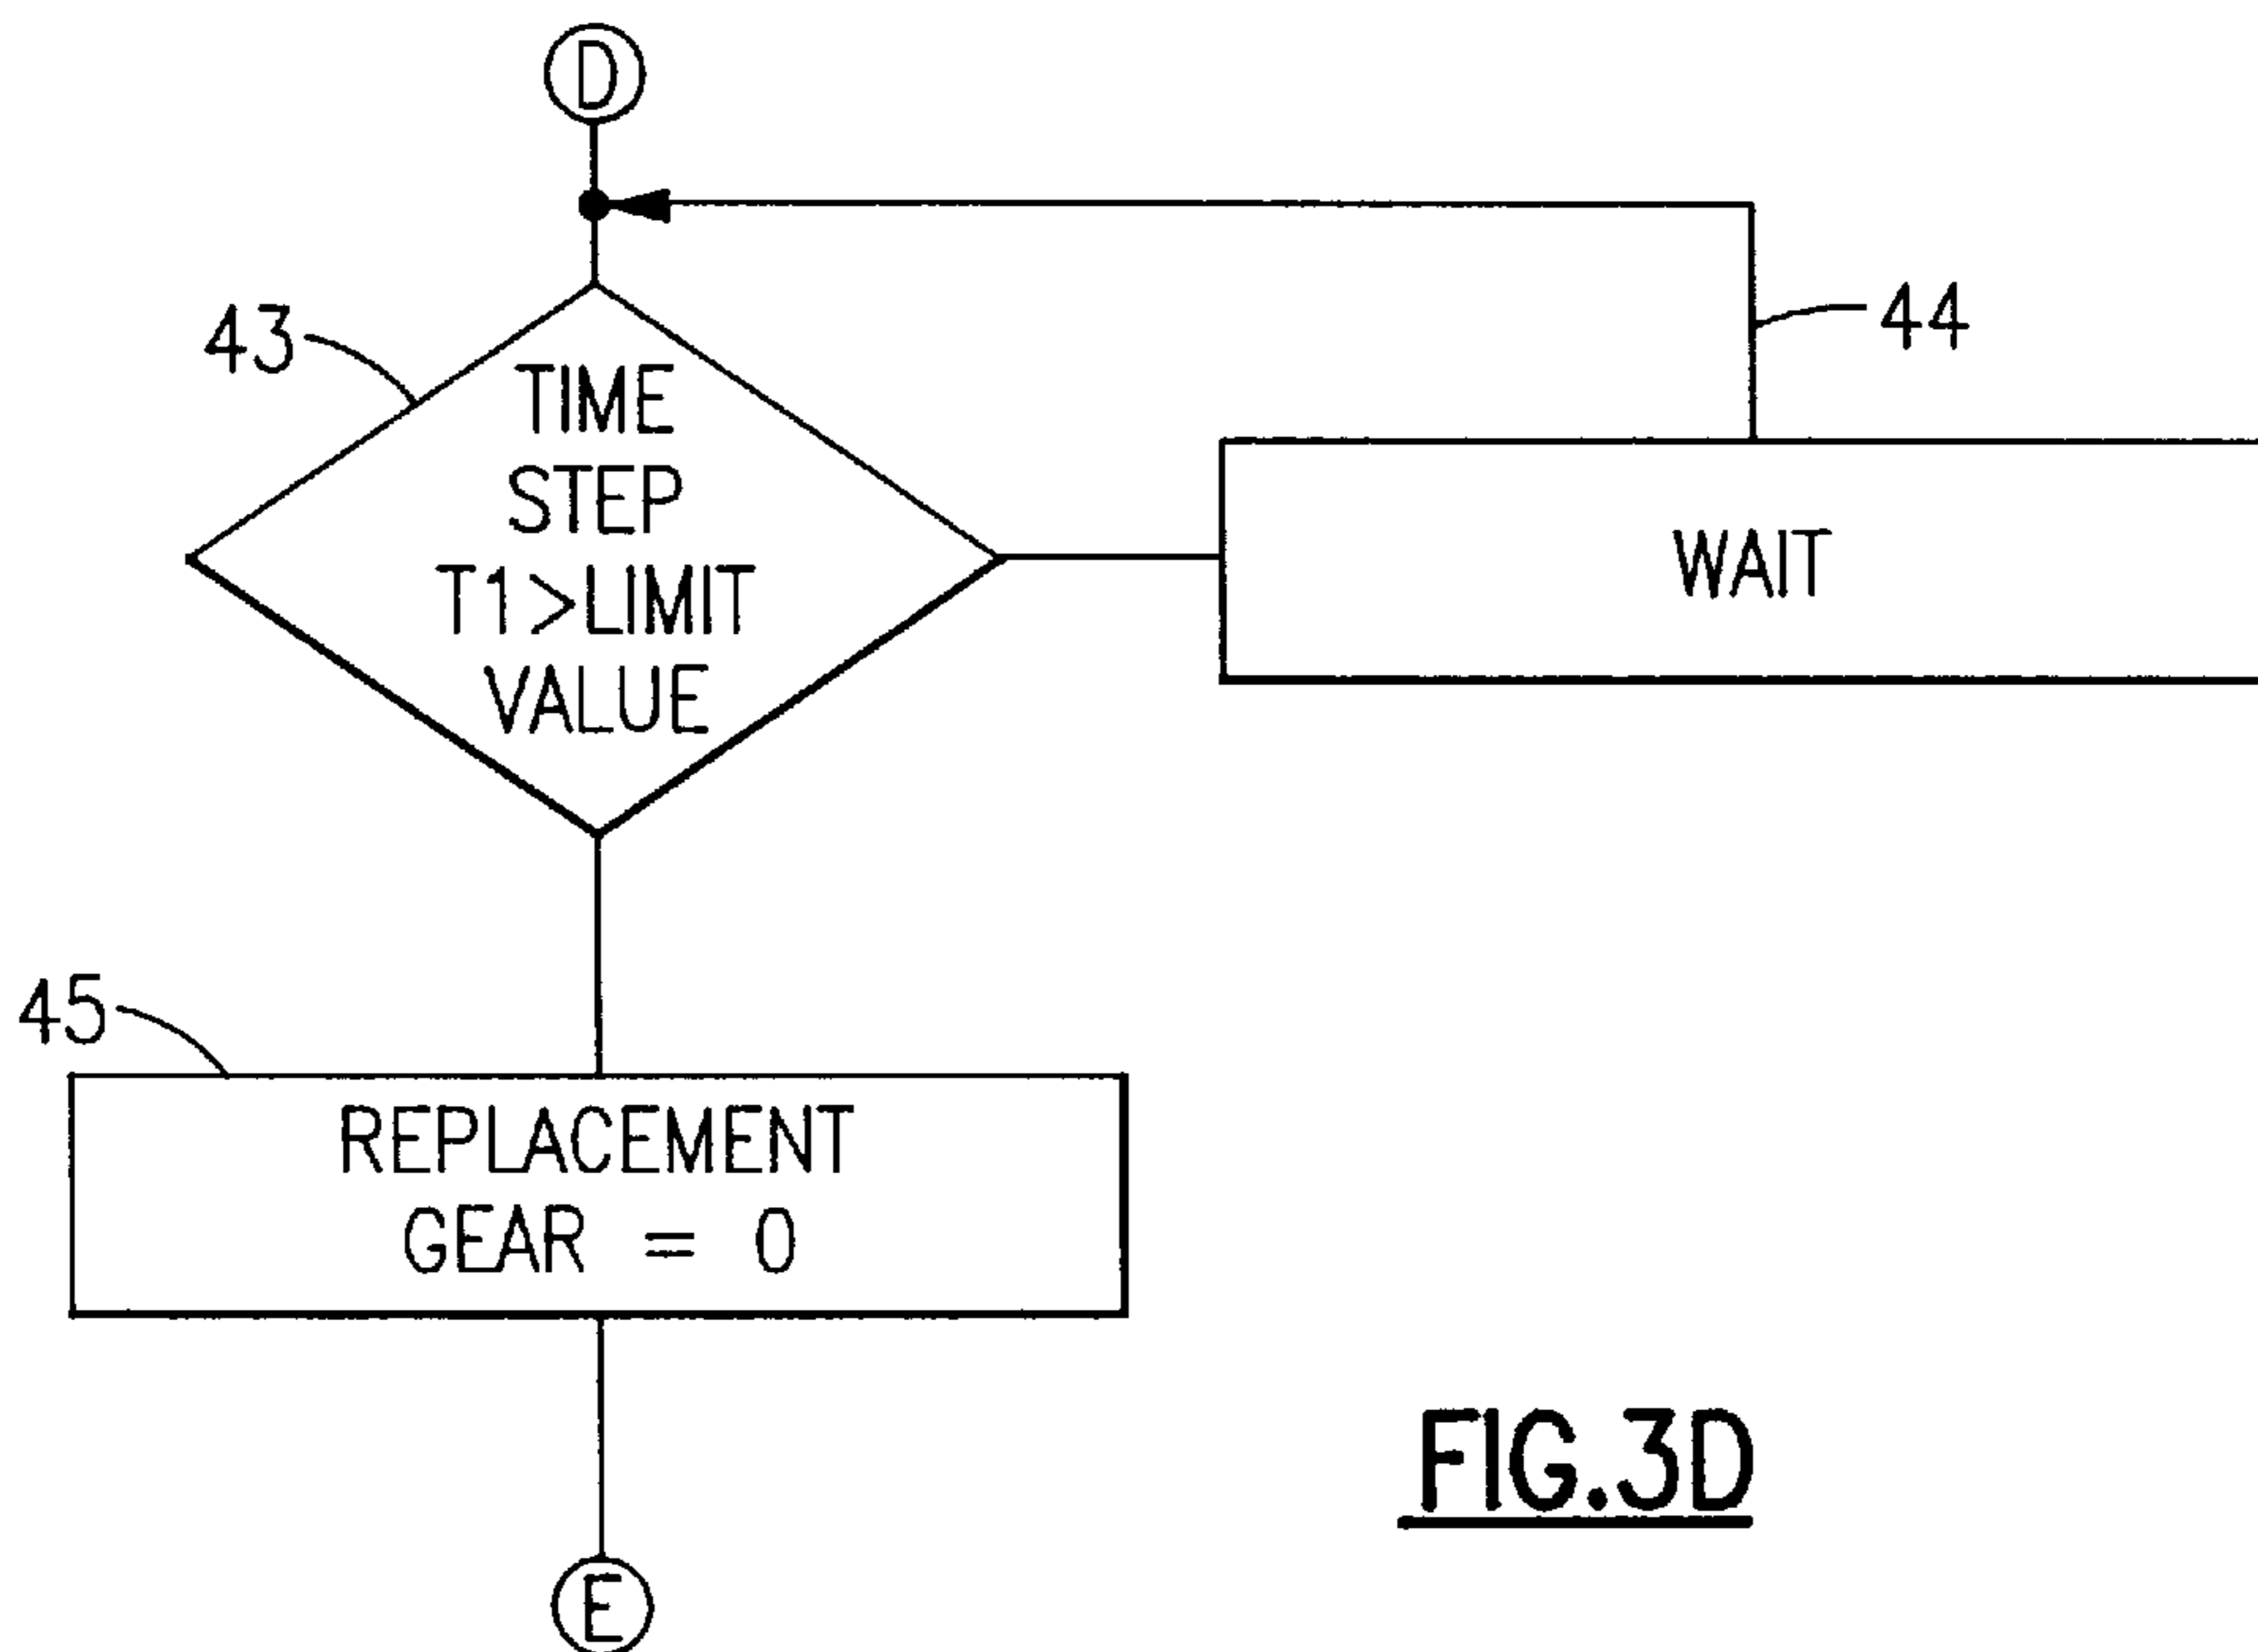 D
43
44
TIME
STEP
T1>LIMIT
VALUE
WAIT
45
REPLACEMENT
GEAR = 0
FIG.3D
E